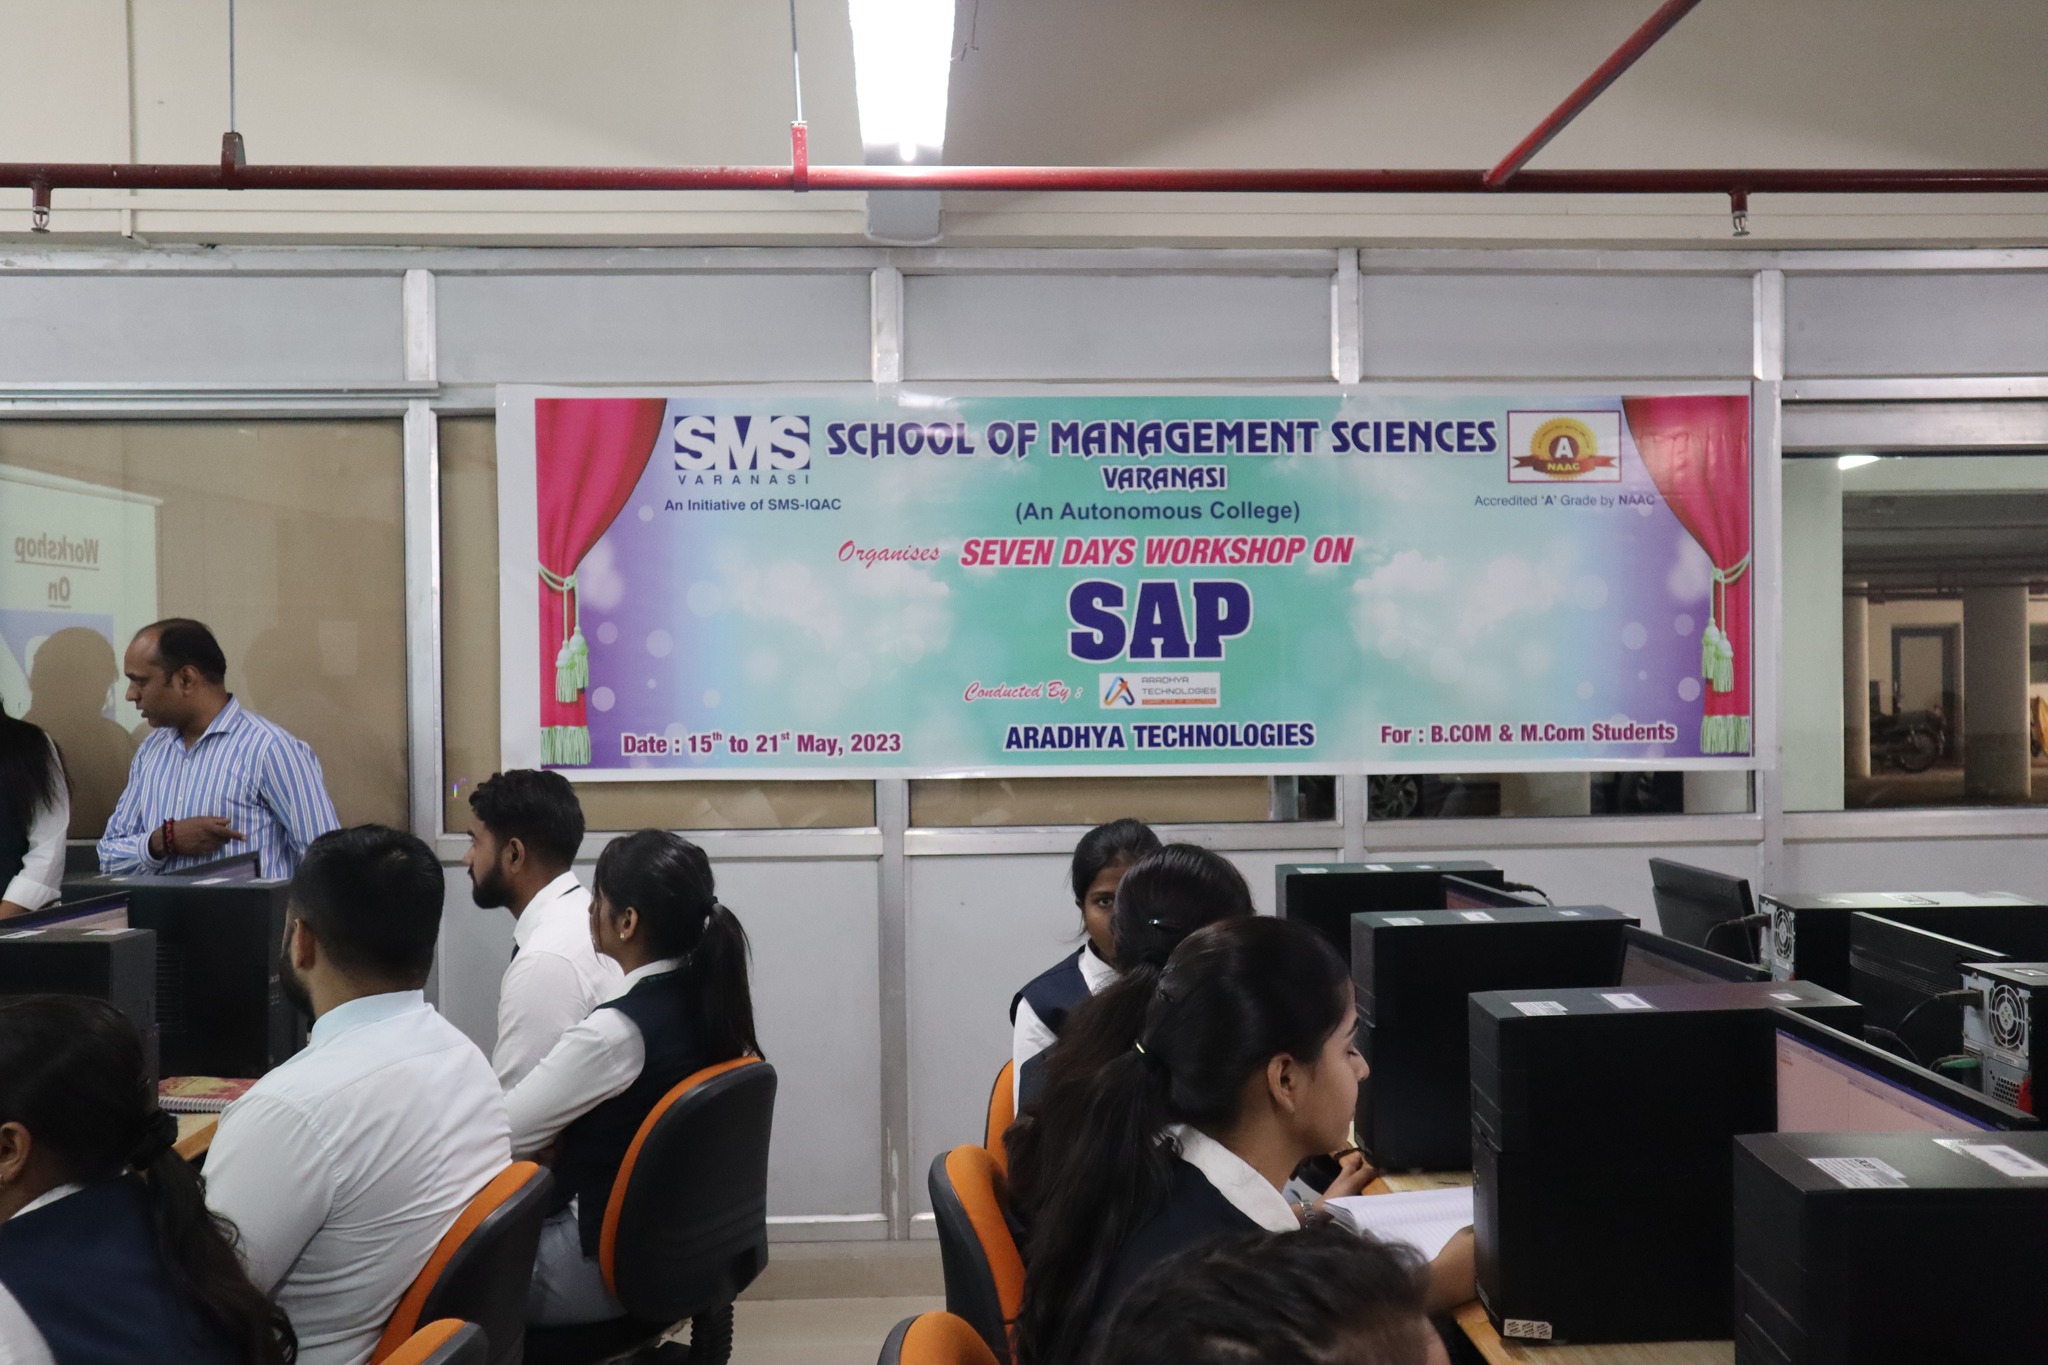 SMS
VARANASI
An Initiative of SMS-IQAC
SCHOOL OF MANAGEMENT SCIENCES
VARANASI
(An Autonomous College)
A
NAAC
Accredited 'A' Grade by NAAC
Organises SEVEN DAYS WORKSHOP ON
SAP
Conducted By :
ARADHYA
TECHNOLOGIES
ARADHYA TECHNOLOGIES
Date : 15th to 21st May, 2023
For : B.COM & M.Com Students
Workshop
On